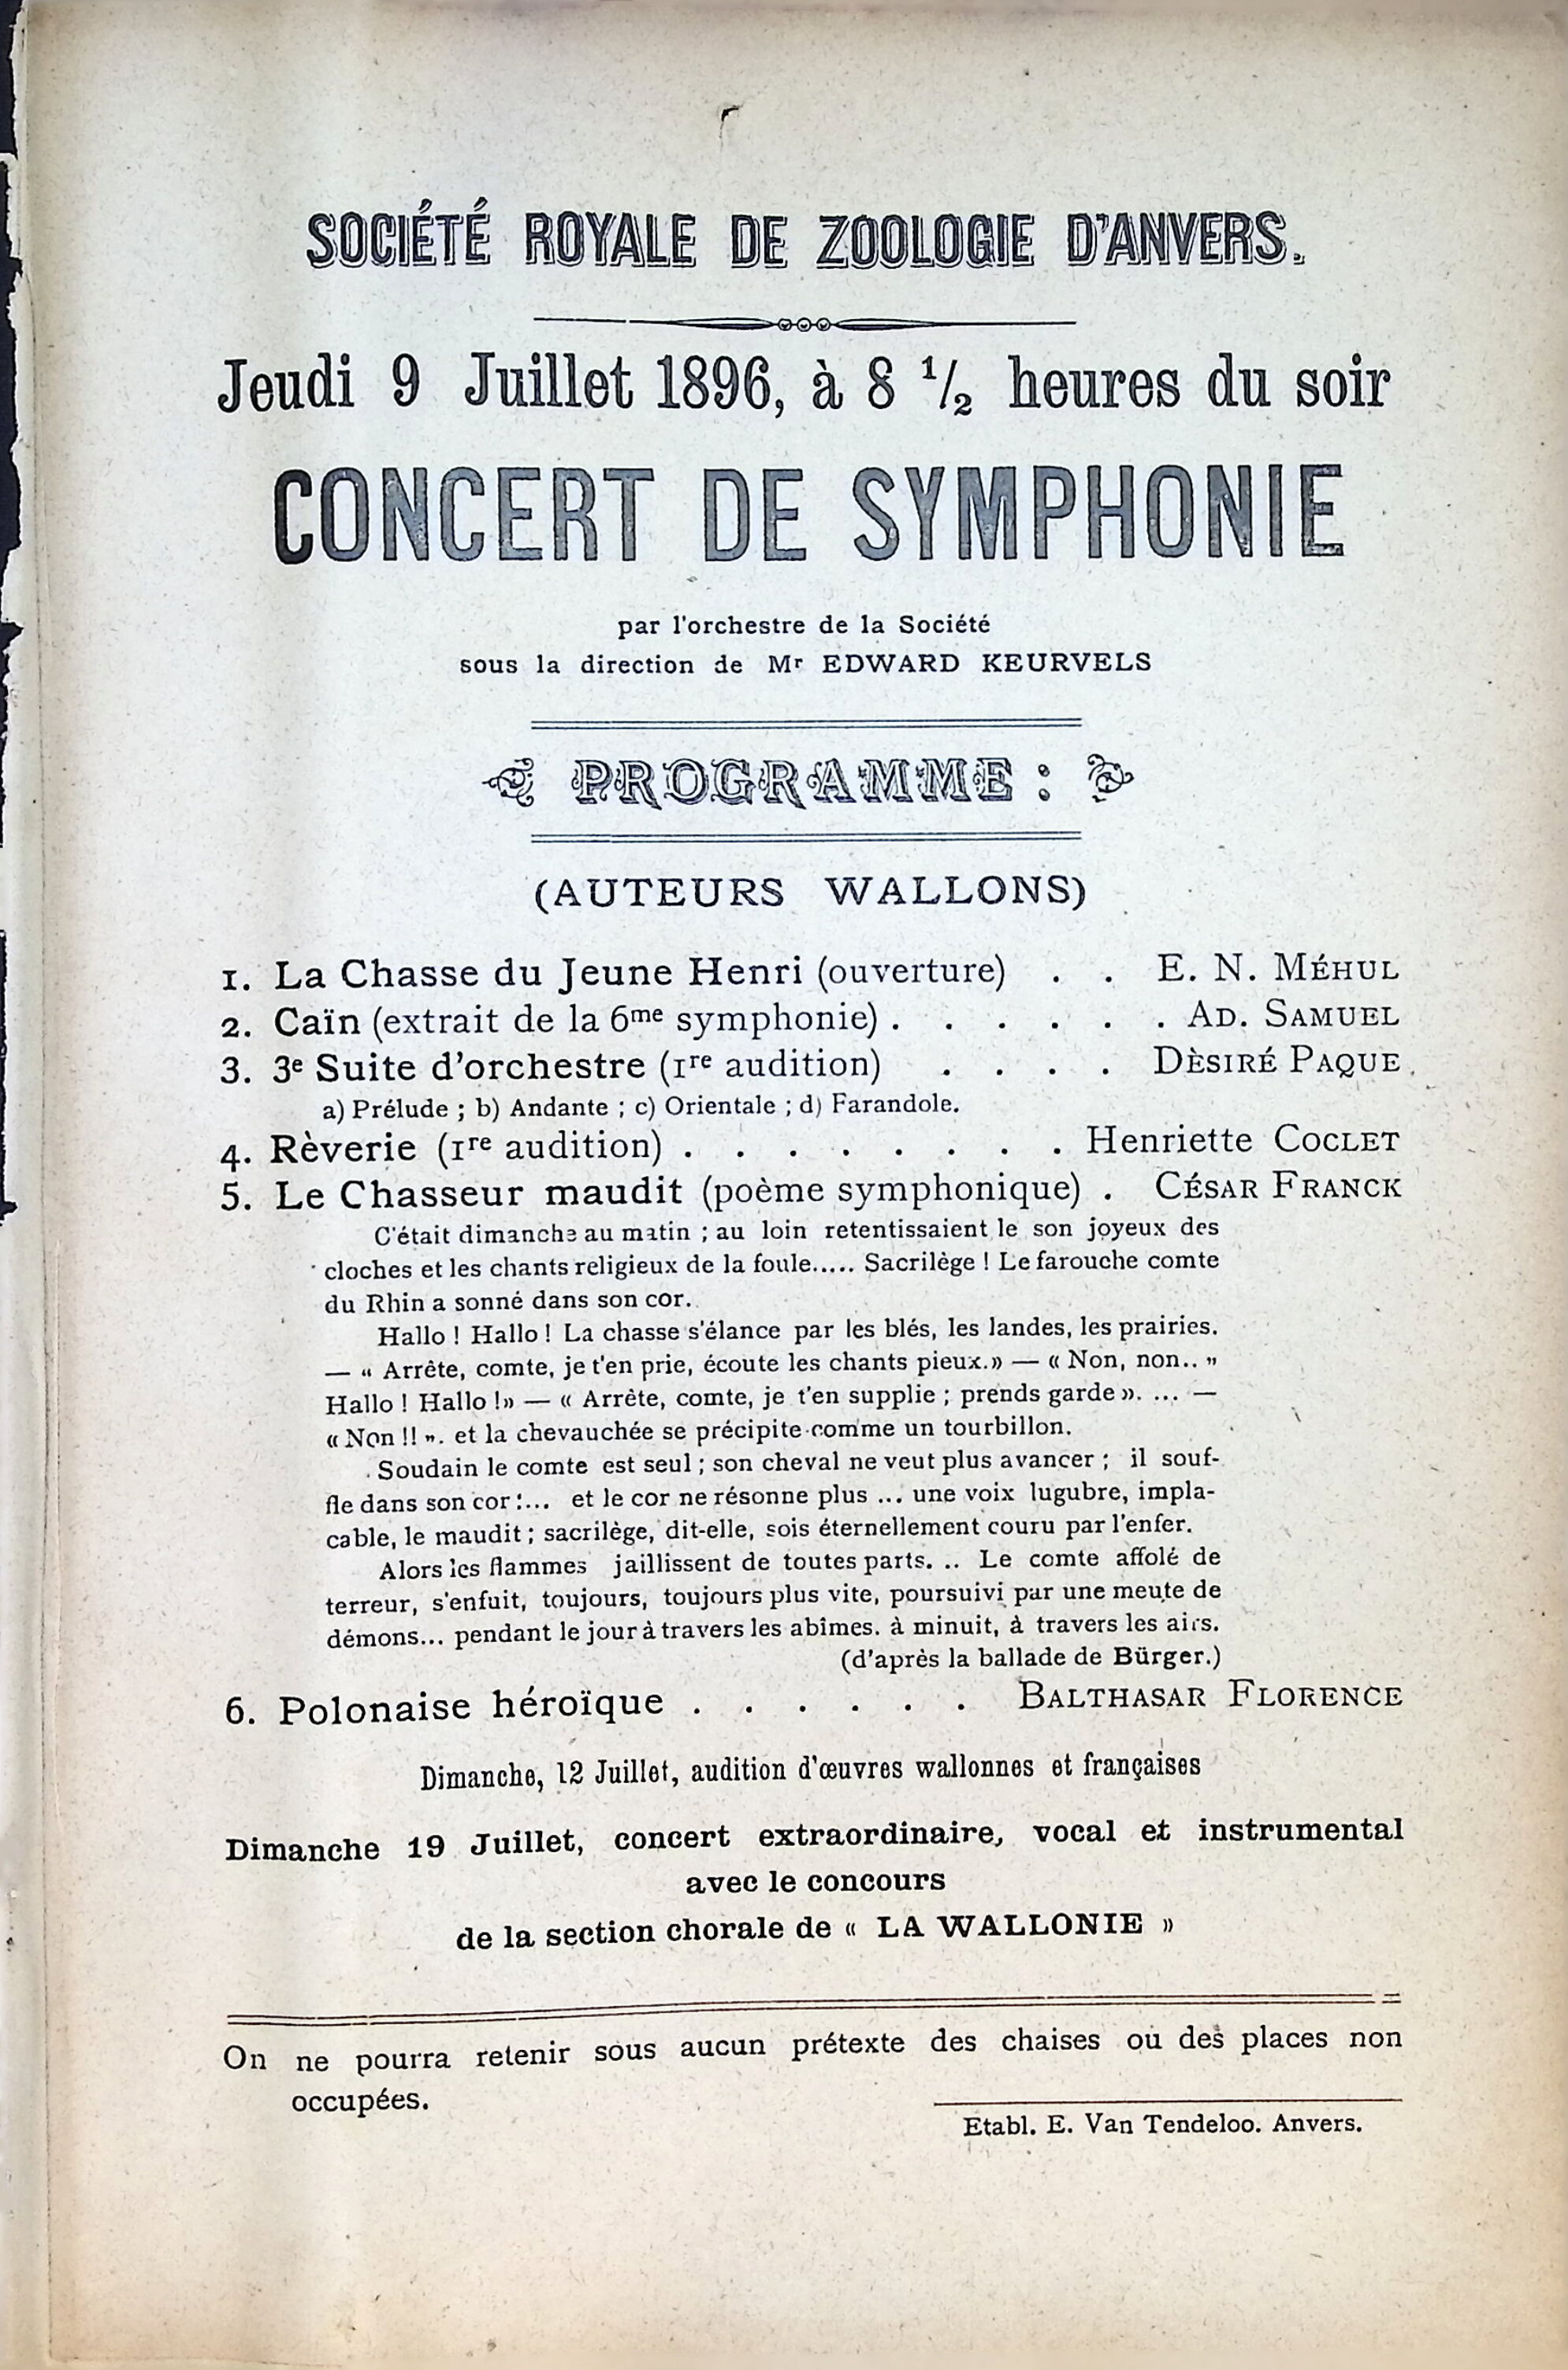 SOCIÉTÉ ROYALE DE ZOOLOGIE D'ANVERS.
Jeudi 9 Juillet 1896, à 8 1/2 heures du soir
CONCERT DE SYMPHONIE
par l'orchestre de la Société
sous la direction de Mr EDWARD KEURVELS
PROGRAMME :
(AUTEURS WALLONS)
1. La Chasse du Jeune Henri (ouverture) . . E. N. MÉHUL
2. Caïn (extrait de la 6me symphonie) . . . . . . AD. SAMUEL
3. 3e Suite d'orchestre (1re audition) . . . . DÈSIRÉ PAQUE.
a) Prélude ; b) Andante ; c) Orientale ; d) Farandole.
4. Rèverie (1re audition) . . . . . . . . Henriette COCLET
5. Le Chasseur maudit (poème symphonique) . CÉSAR FRANCK
C'était dimanche au matin ; au loin retentissaient le son joyeux des
cloches et les chants religieux de la foule..... Sacrilège ! Le farouche comte
du Rhin a sonné dans son cor.
Hallo ! Hallo ! La chasse s'élance par les blés, les landes, les prairies.
— « Arrête, comte, je t'en prie, écoute les chants pieux.» — « Non, non.. »
Hallo ! Hallo !» — « Arrête, comte, je t'en supplie ; prends garde ». ... —
« Non !! ». et la chevauchée se précipite comme un tourbillon.
Soudain le comte est seul ; son cheval ne veut plus avancer ; il souf-
fle dans son cor :... et le cor ne résonne plus ... une voix lugubre, impla-
cable, le maudit ; sacrilège, dit-elle, sois éternellement couru par l'enfer.
Alors les flammes jaillissent de toutes parts. .. Le comte affolé de
terreur, s'enfuit, toujours, toujours plus vite, poursuivi par une meute de
démons... pendant le jour à travers les abîmes. à minuit, à travers les airs.
(d'après la ballade de Bürger.)
6. Polonaise héroïque . . . . . . BALTHASAR FLORENCE
Dimanche, 12 Juillet, audition d'œuvres wallonnes et françaises
Dimanche 19 Juillet, concert extraordinaire, vocal et instrumental
avec le concours
de la section chorale de « LA WALLONIE »
On ne pourra retenir sous aucun prétexte des chaises ou des places non
occupées.
Etabl. E. Van Tendeloo. Anvers.